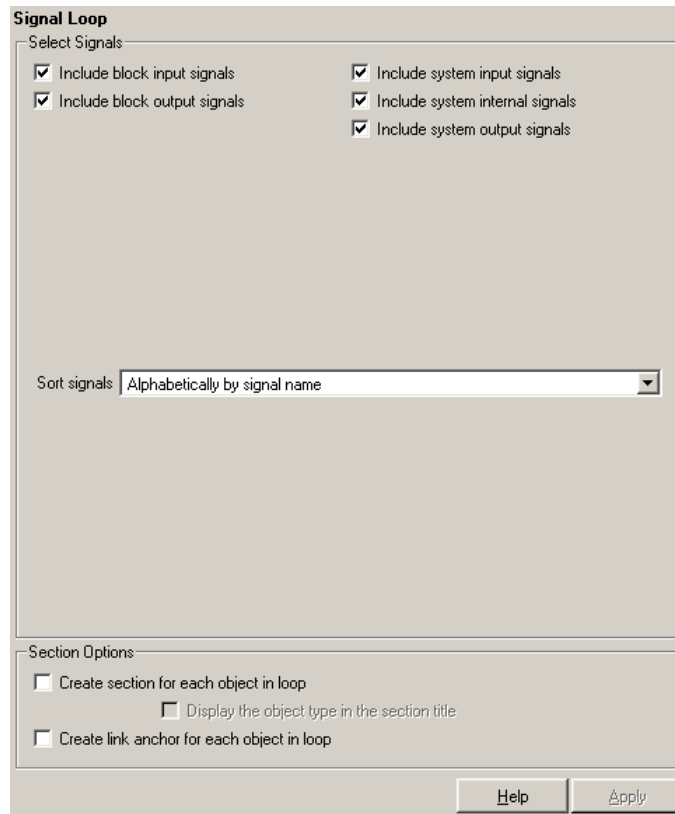 Signal Loop
Select Signals
Include block input signals
Include system input signals
Include block output signals
Include system internal signals
Include system output signals
Sort signals
Alphabetically by signal name
Section Options
Create section for each object in loop
Display the object type in the section title
Create link anchor for each object in loop
Help
Apply